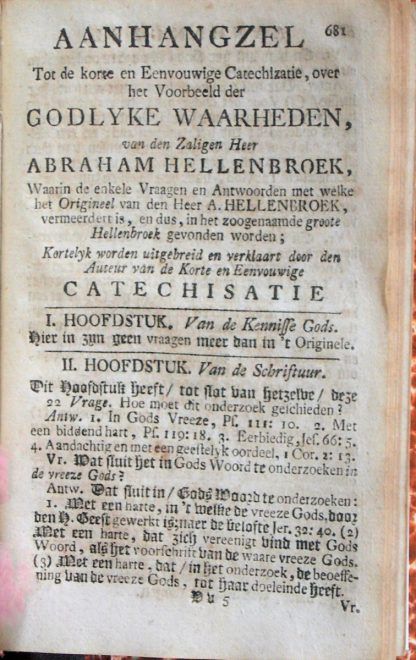 681
AANHANGZEL
Tot de korte en Eenvouwige Catechizatie, over
het Voorbeeld der
GODLYKE WAARHEDEN,
van den Zaligen Heer
ABRAHAM HELLENBROEK,
Waarin de enkele Vraagen en Antwoorden met welke
het Origineel van den Heer A. HELLENBROEK,
vermeerdert is, en dus, in het zoogenaamde groote
Hellenbroek gevonden worden;
Kortelyk worden uitgebreid en verklaart door den
Auteur van de Korte en Eenvouwige
CATECHISATIE
I. HOOFDSTUK. Van de Kennisse Gods.
Hier in zyn geen vraagen meer dan in 't Originele.
II. HOOFDSTUK. Van de Schriftuur.
Dit Hoofdstuk heeft / tot slot van hetzelve / deze
22 Vrage. Hoe moet dit onderzoek geschieden?
Antw. 1. In Gods Vreeze, Ps. 111: 10. 2. Met
een biddend hart, Ps. 119: 18. 3. Eerbiedig, Jes. 66: 5.
4. Aandachtig en met een geestelyk oordeel, 1 Cor. 2: 13.
Vr. Wat sluit het in Gods Woord te onderzoeken in
de vreeze Gods?
Antw. Dat sluit in / Gods Woord te onderzoeken:
1. Met een harte, in 't welke de vreeze Gods, door
den H. Geest gewerkt is: naer de belofte Jer. 32: 40. (2)
Met een harte, dat zich vereenigt vind met Gods
Woord, als het voorschrift van de waare vreeze Gods.
(3) Met een harte, dat / in het onderzoek, de beoeffe-
ning van de vreeze Gods, tot haar doeleinde heeft.
Vv 5
Vr.